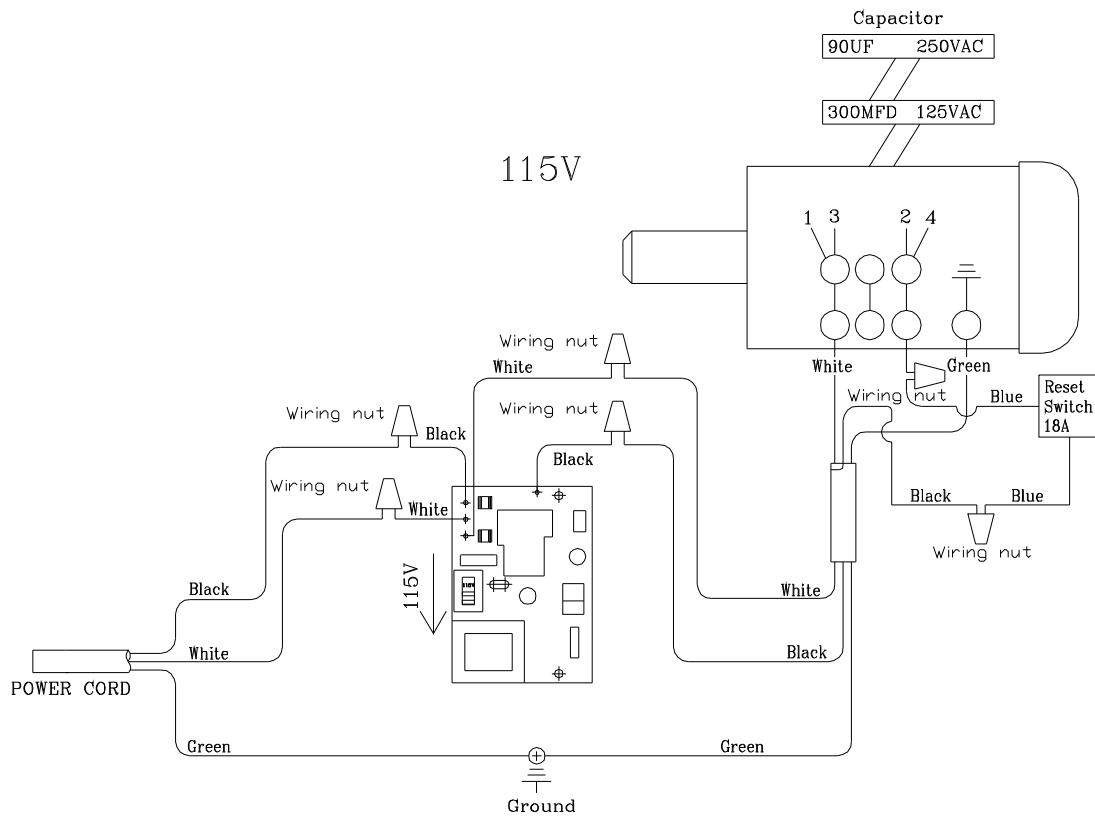 Capacitor
90UF 250VAC
300MFD 125VAC
115V
1 3 2 4
Wiring nut
White
White
Green
Wiring nut
Blue
Reset
Switch
18A
Wiring nut
Black
Wiring nut
Black
Wiring nut
White
Black
Blue
Wiring nut
115V
115V
Black
White
White
Black
POWER CORD
Green
Green
Ground